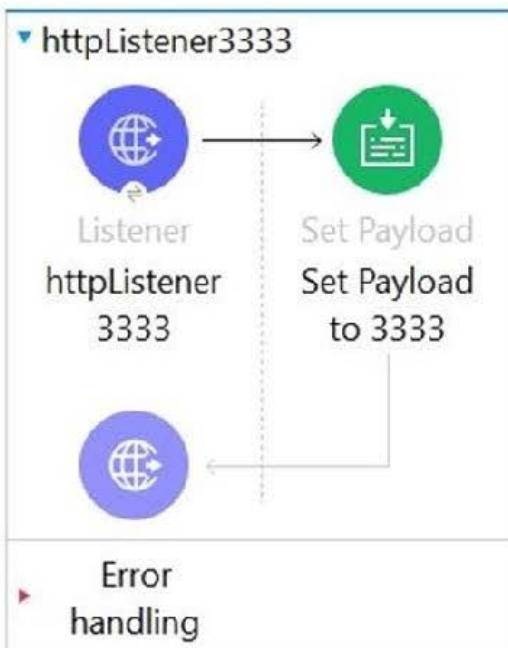 httpListener3333
Listener
httpListener
3333
Set Payload
Set Payload
to 3333
Error
handling